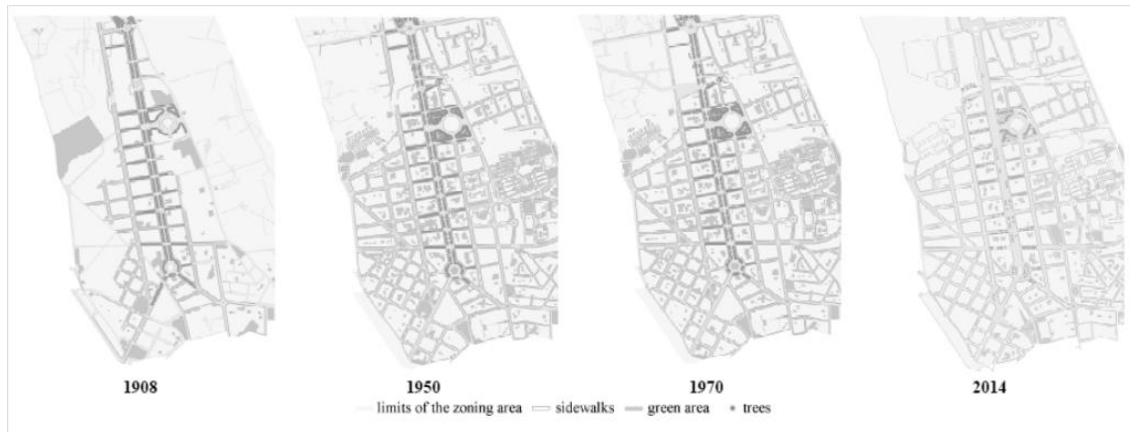 1908 1950 1970 2014
limits of the zoning area sidewalks green area trees